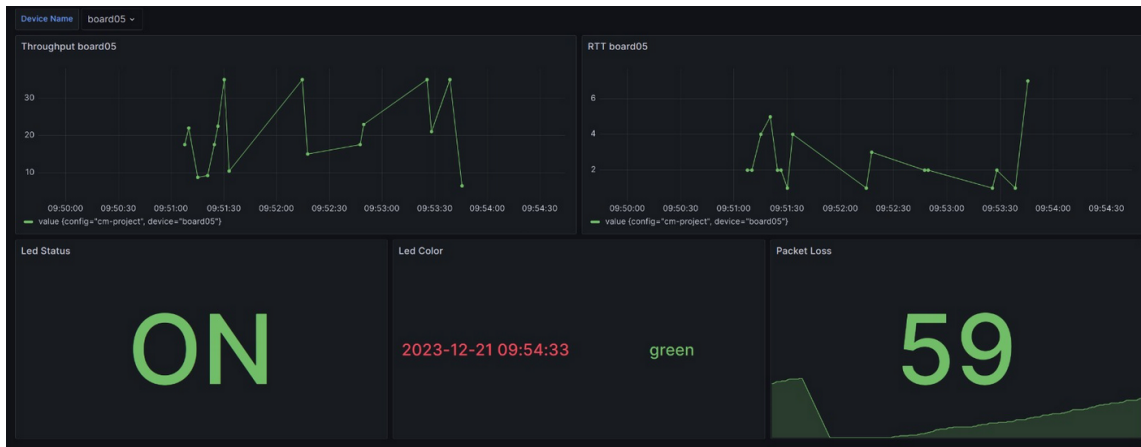 Device Name board05
Throughput board05
30
20
10
09:50:00 09:50:30 09:51:00 09:51:30 09:52:00 09:52:30 09:53:00 09:53:30 09:54:00 09:54:30
value {config="cm-project", device="board05"}
RTT board05
6
4
2
09:50:00 09:50:30 09:51:00 09:51:30 09:52:00 09:52:30 09:53:00 09:53:30 09:54:00 09:54:30
value {config="cm-project", device="board05"}
Led Status
ON
Led Color
2023-12-21 09:54:33 green
Packet Loss
59